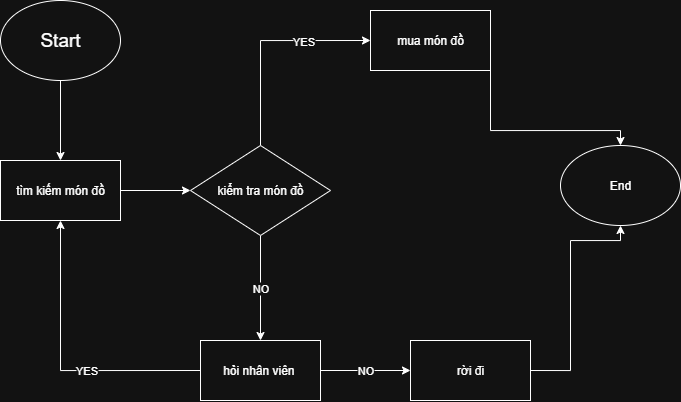 Start
YES
mua món đồ
tìm kiếm món đồ
kiểm tra món đồ
End
NO
YES
hỏi nhân viên
NO
rời đi